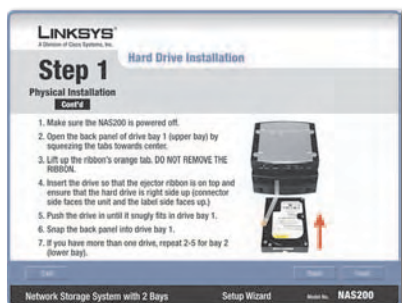 LINKSYS®
A Division of Cisco Systems, Inc.
Hard Drive Installation
Step 1
Physical Installation
Cont'd
1. Make sure the NAS200 is powered off.
2. Open the back panel of drive bay 1 (upper bay) by
squeezing the tabs towards center.
3. Lift up the ribbon's orange tab. DO NOT REMOVE THE
RIBBON.
4. Insert the drive so that the ejector ribbon is on top and
ensure that the hard drive is right side up (connector
side faces the unit and the label side faces up.)
5. Push the drive in until it snugly fits in drive bay 1.
6. Snap the back panel into drive bay 1.
7. If you have more than one drive, repeat 2-5 for bay 2
(lower bay).
Network Storage System with 2 Bays
Setup Wizard
Model No.
NAS200